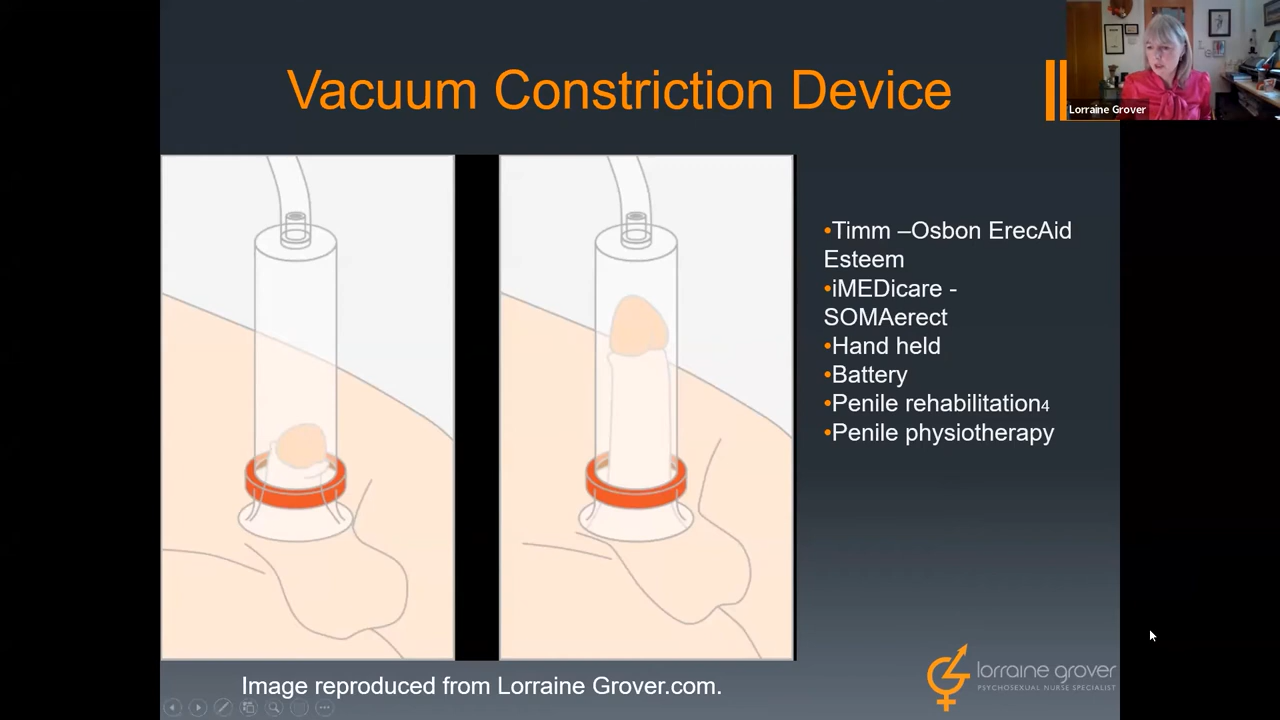 Vacuum Constriction Device
Lorraine Grover
•Timm –Osbon ErecAid
Esteem
•iMEDicare -
SOMAerect
•Hand held
•Battery
•Penile rehabilitation4
•Penile physiotherapy
Image reproduced from Lorraine Grover.com.
lorraine grover
PSYCHOSEXUAL NURSE SPECIALIST